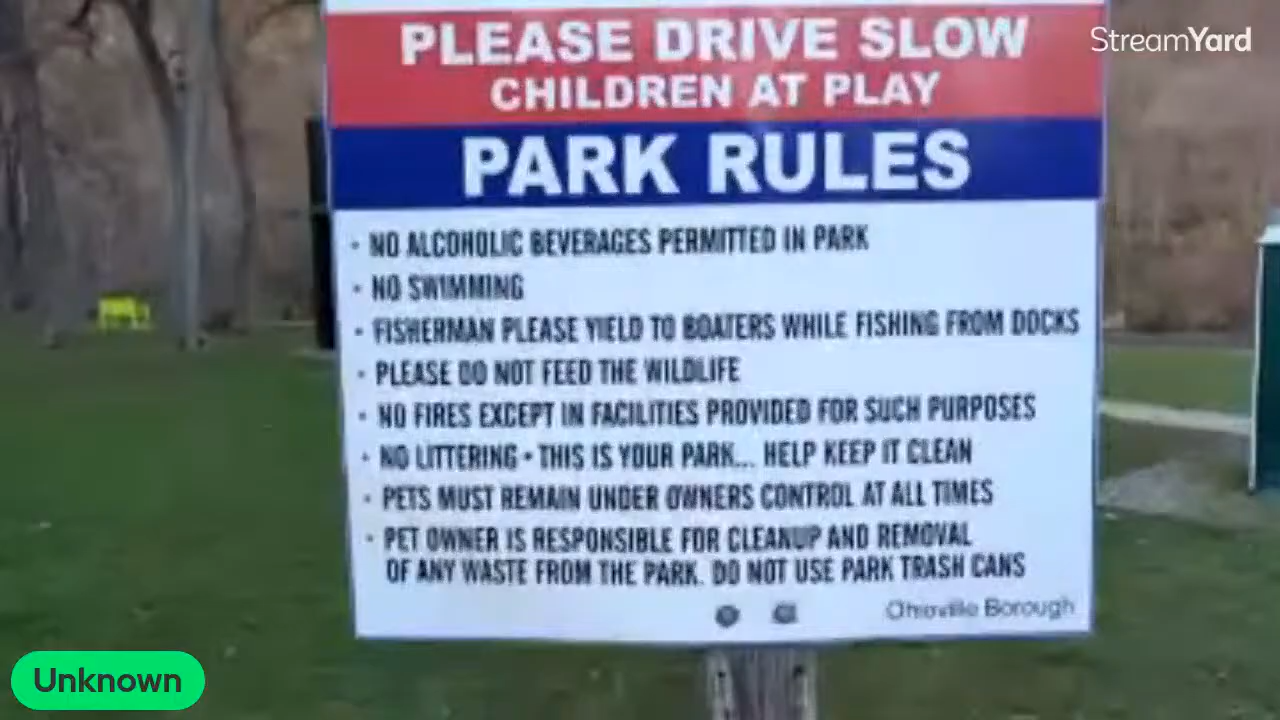 StreamYard
PLEASE DRIVE SLOW
CHILDREN AT PLAY
PARK RULES
• NO ALCOHOLIC BEVERAGES PERMITTED IN PARK
• NO SWIMMING
• FISHERMAN PLEASE YIELD TO BOATERS WHILE FISHING FROM DOCKS
• PLEASE DO NOT FEED THE WILDLIFE
• NO FIRES EXCEPT IN FACILITIES PROVIDED FOR SUCH PURPOSES
• NO LITTERING • THIS IS YOUR PARK... HELP KEEP IT CLEAN
• PETS MUST REMAIN UNDER OWNERS CONTROL AT ALL TIMES
• PET OWNER IS RESPONSIBLE FOR CLEANUP AND REMOVAL
OF ANY WASTE FROM THE PARK. DO NOT USE PARK TRASH CANS
Ohioville Borough
Unknown